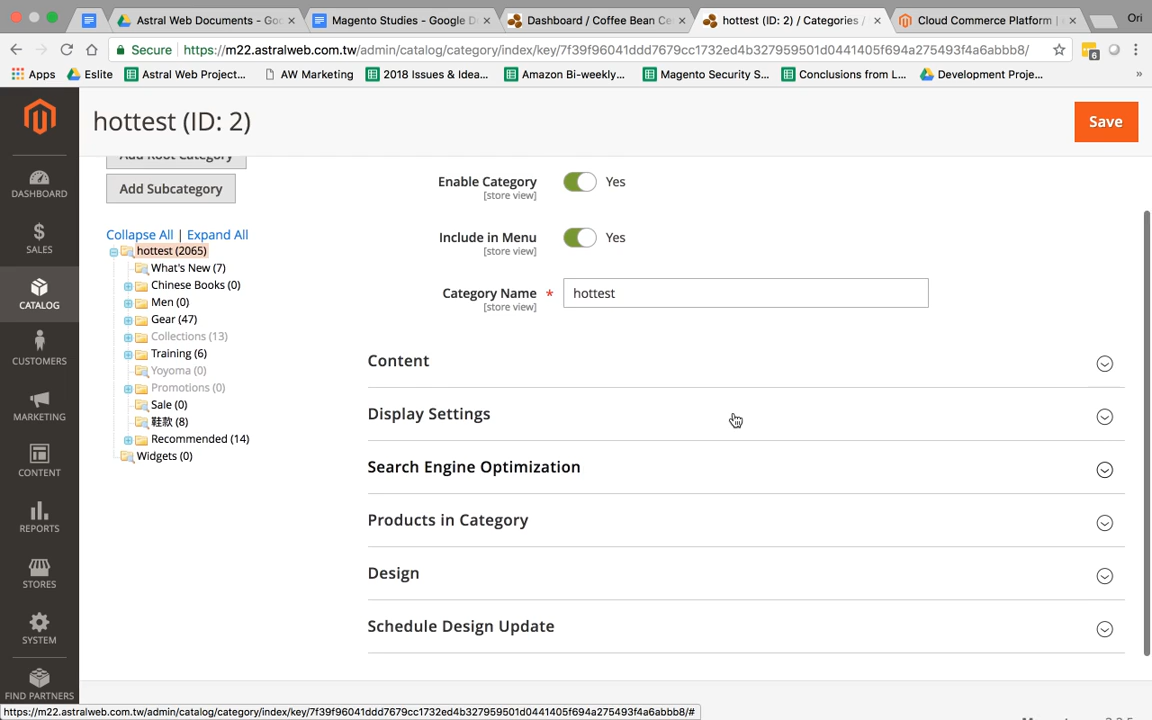 Astral Web Documents - Goo
Magento Studies - Google D
Dashboard / Coffee Bean Ce
hottest (ID: 2) / Categories /
Cloud Commerce Platform | e
Ori
Secure
https://m22.astralweb.com.tw/admin/catalog/category/index/key/7f39f96041ddd7679cc1732ed4b327959501d0441405f694a275493f4a6abbb8/
6
Apps
Eslite
Astral Web Project...
AW Marketing
2018 Issues & Idea...
Amazon Bi-weekly...
Magento Security S...
Conclusions from L...
Development Proje...
»
hottest (ID: 2)
Save
Add Subcategory
Collapse All | Expand All
hottest (2065)
What's New (7)
Chinese Books (0)
Men (0)
Gear (47)
Collections (13)
Training (6)
Yoyoma (0)
Promotions (0)
Sale (0)
鞋款 (8)
Recommended (14)
Widgets (0)
DASHBOARD
$
SALES
CATALOG
CUSTOMERS
MARKETING
CONTENT
REPORTS
STORES
SYSTEM
FIND PARTNERS
Enable Category
[store view]
Yes
Include in Menu
[store view]
Yes
Category Name *
[store view]
hottest
Content
Display Settings
Search Engine Optimization
Products in Category
Design
Schedule Design Update
https://m22.astralweb.com.tw/admin/catalog/category/index/key/7f39f96041ddd7679cc1732ed4b327959501d0441405f694a275493f4a6abbb8/#